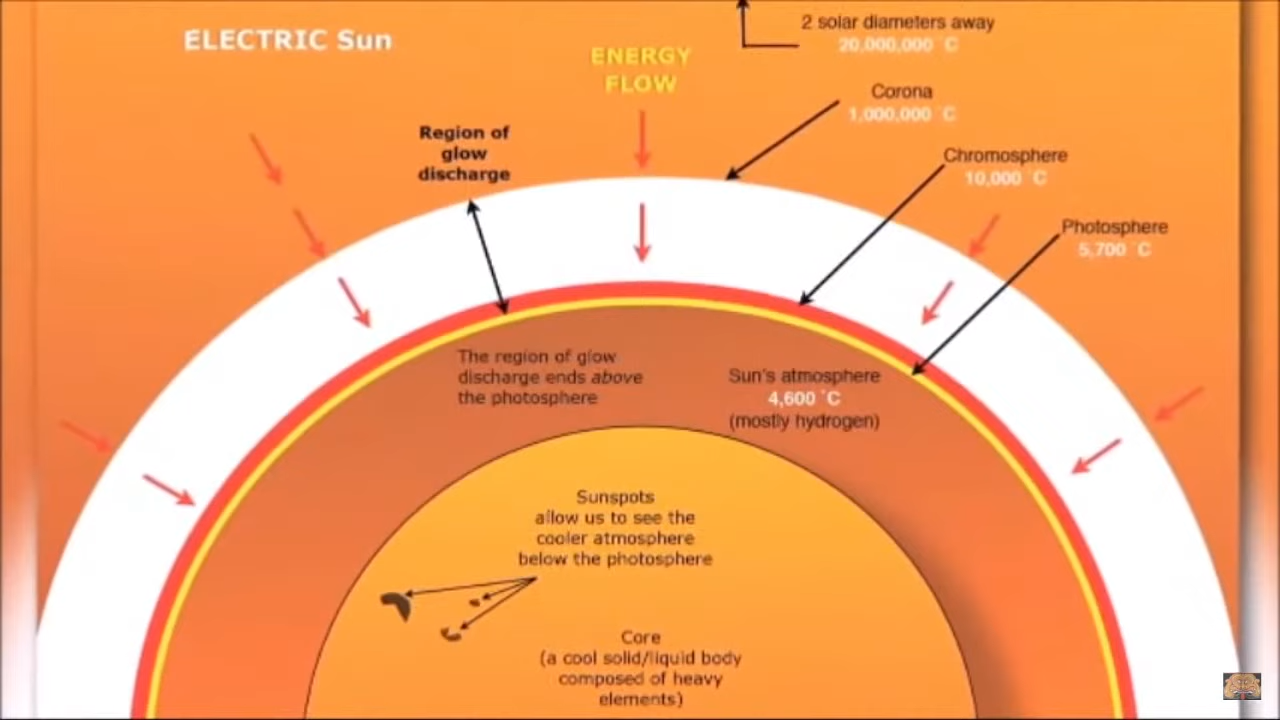 ELECTRIC Sun
ENERGY
FLOW
2 solar diameters away
20,000,000 ˚C
Corona
1,000,000 ˚C
Region of
glow
discharge
Chromosphere
10,000 ˚C
Photosphere
5,700 ˚C
The region of glow
discharge ends above
the photosphere
Sun's atmosphere
4,600 ˚C
(mostly hydrogen)
Sunspots
allow us to see the
cooler atmosphere
below the photosphere
Core
(a cool solid/liquid body
composed of heavy
elements)